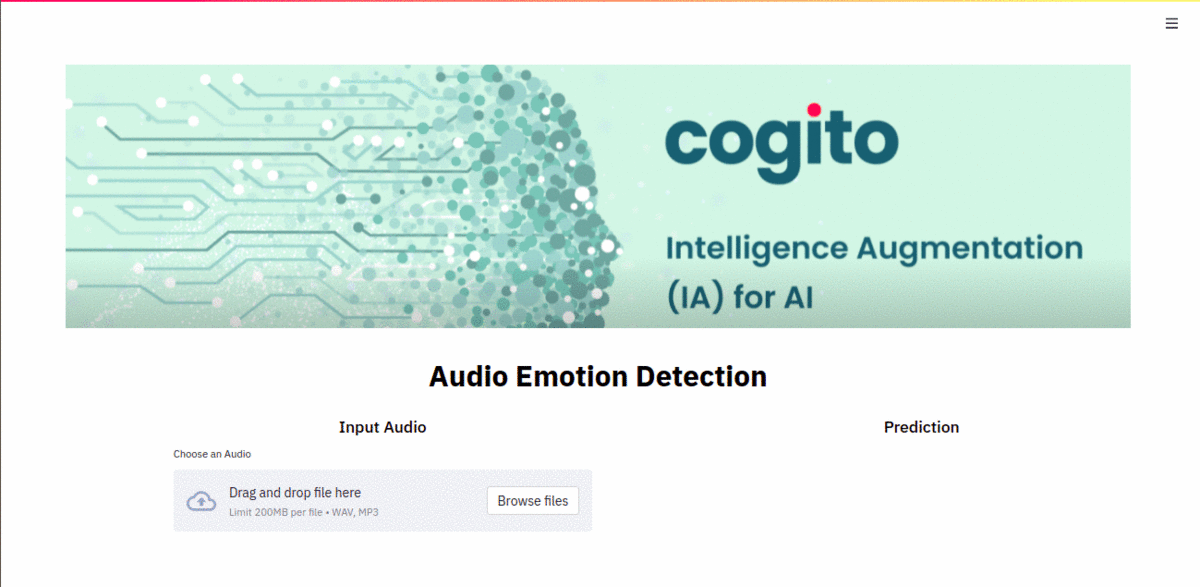 cogito
Intelligence Augmentation
(IA) for AI
Audio Emotion Detection
Input Audio
Prediction
Choose an Audio
Drag and drop file here
Limit 200MB per file • WAV, MP3
Browse files